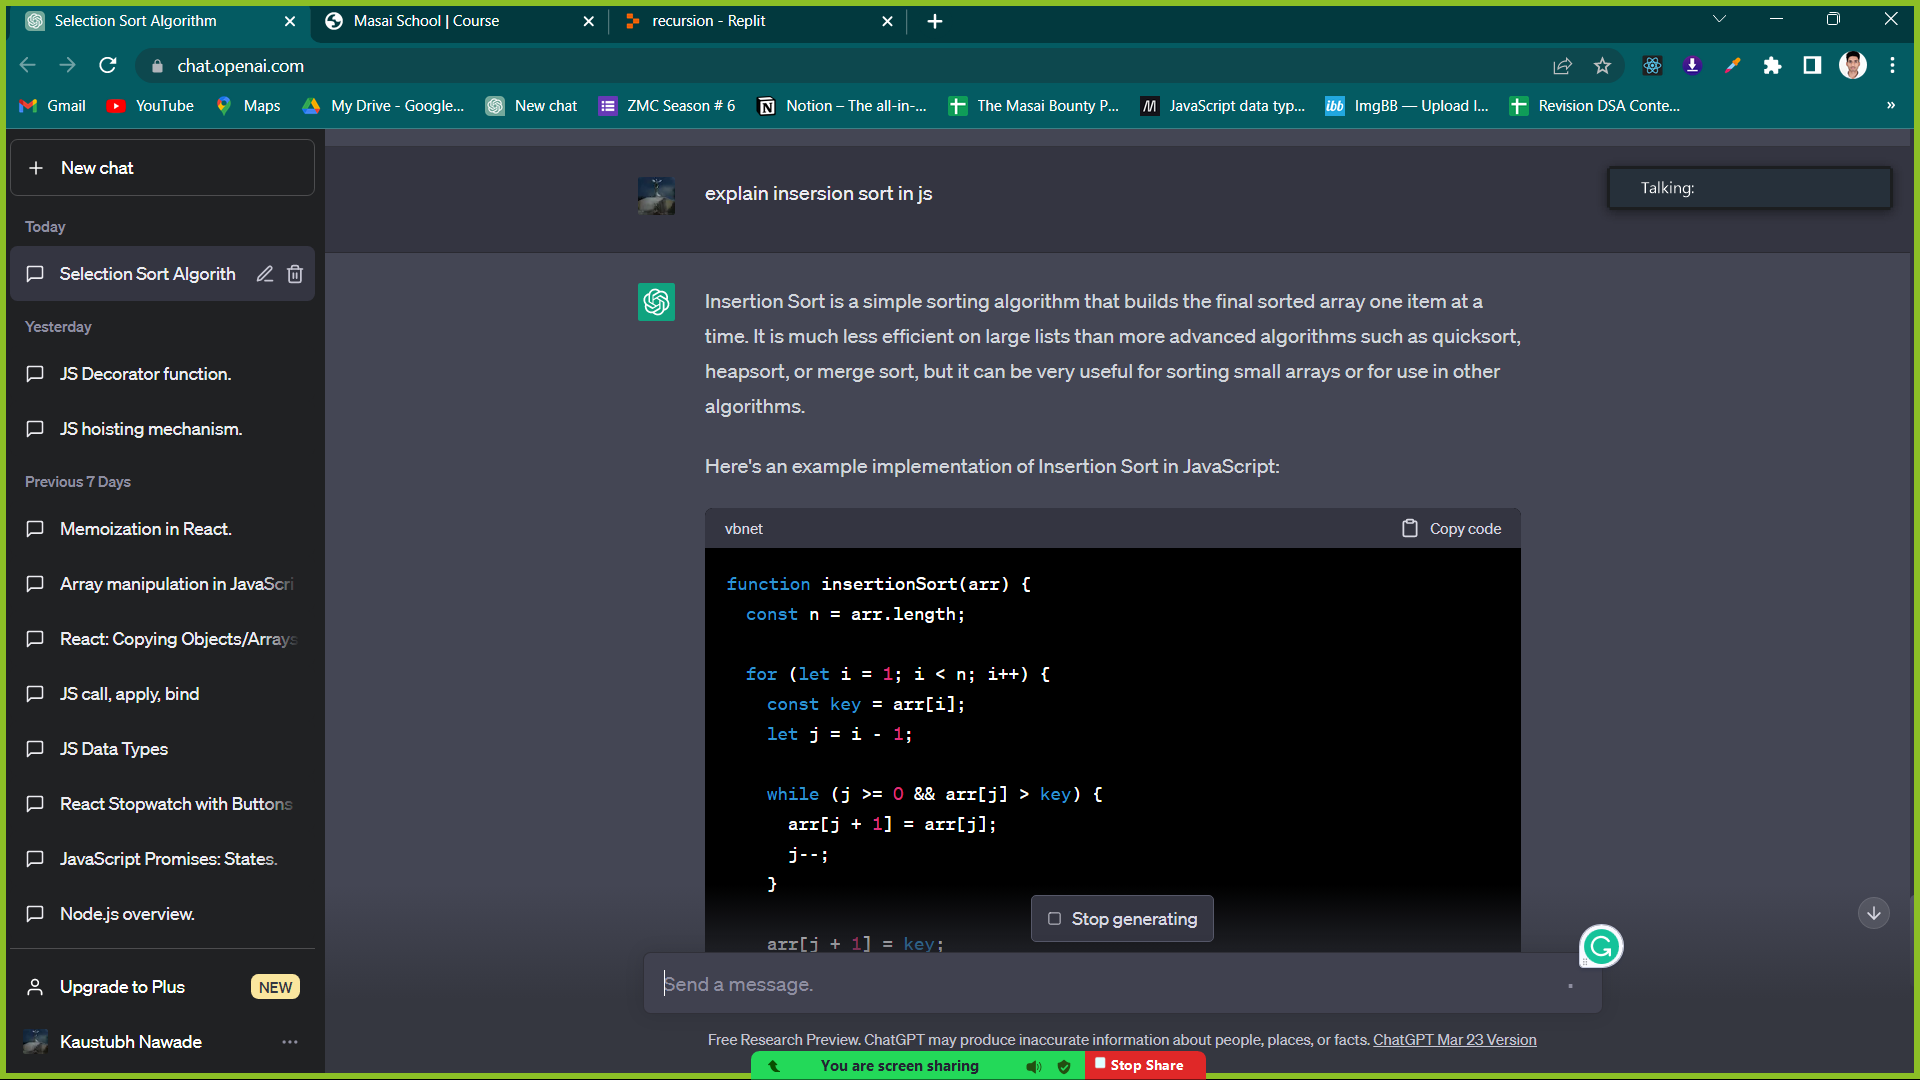 Selection Sort Algorithm
Masai School | Course
recursion - Replit
chat.openai.com
Gmail
YouTube
Maps
My Drive - Google...
New chat
ZMC Season # 6
Notion – The all-in-...
The Masai Bounty P...
JavaScript data typ...
ibb
ImgBB — Upload I...
Revision DSA Conte...
»
New chat
Today
Selection Sort Algorith
Yesterday
JS Decorator function.
JS hoisting mechanism.
Previous 7 Days
Memoization in React.
Array manipulation in JavaScri
React: Copying Objects/Arrays
JS call, apply, bind
JS Data Types
React Stopwatch with Buttons
JavaScript Promises: States.
Node.js overview.
Upgrade to Plus
NEW
Kaustubh Nawade
explain insersion sort in js
Talking:
Insertion Sort is a simple sorting algorithm that builds the final sorted array one item at a
time. It is much less efficient on large lists than more advanced algorithms such as quicksort,
heapsort, or merge sort, but it can be very useful for sorting small arrays or for use in other
algorithms.
Here's an example implementation of Insertion Sort in JavaScript:
vbnet
Copy code
function insertionSort(arr) {
const n = arr.length;
for (let i = 1; i < n; i++) {
const key = arr[i];
let j = i - 1;
while (j >= 0 && arr[j] > key) {
arr[j + 1] = arr[j];
j--;
}
arr[j + 1] = key;
Stop generating
Send a message.
Free Research Preview. ChatGPT may produce inaccurate information about people, places, or facts. ChatGPT Mar 23 Version
You are screen sharing
Stop Share